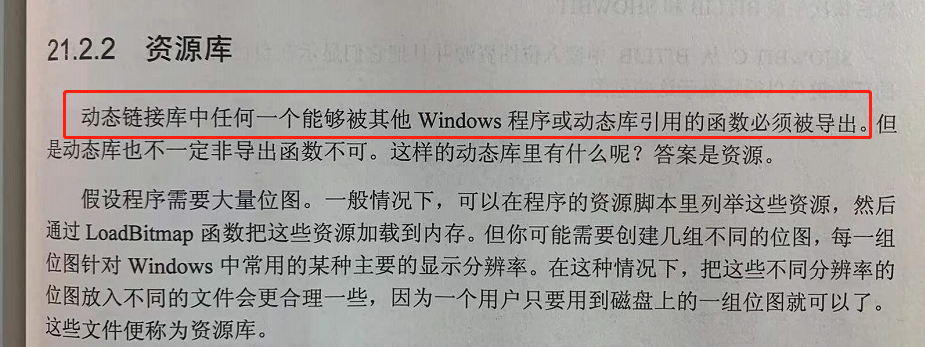 21.2.2 资源库
动态链接库中任何一个能够被其他 Windows 程序或动态库引用的函数必须被导出。但
是动态库也不一定非导出函数不可。这样的动态库里有什么呢？答案是资源。
假设程序需要大量位图。一般情况下，可以在程序的资源脚本里列举这些资源，然后
通过 LoadBitmap 函数把这些资源加载到内存。但你可能需要创建几组不同的位图，每一组
位图针对 Windows 中常用的某种主要的显示分辨率。在这种情况下，把这些不同分辨率的
位图放入不同的文件会更合理一些，因为一个用户只要用到磁盘上的一组位图就可以了。
这些文件便称为资源库。